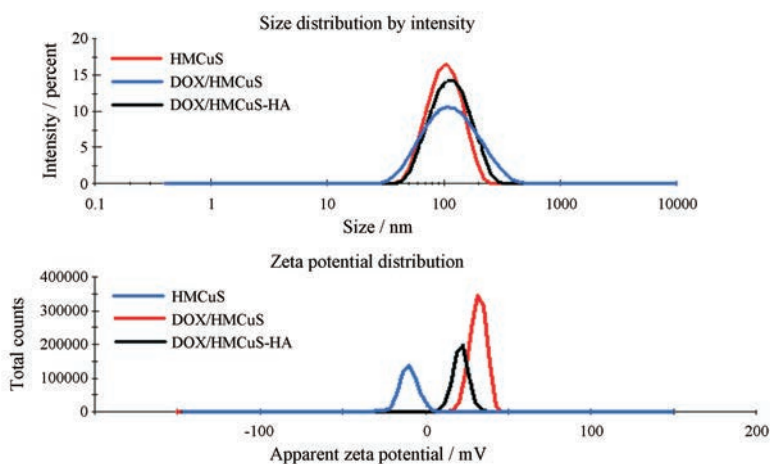 Size distribution by intensity
Intensity / percent
20
15
10
5
0
HMCuS
DOX/HMCuS
DOX/HMCuS-HA
0.1 1 10 100 1000 10000
Size / nm
Zeta potential distribution
Total counts
400000
300000
200000
100000
0
HMCuS
DOX/HMCuS
DOX/HMCuS-HA
-100 0 100 200
Apparent zeta potential / mV